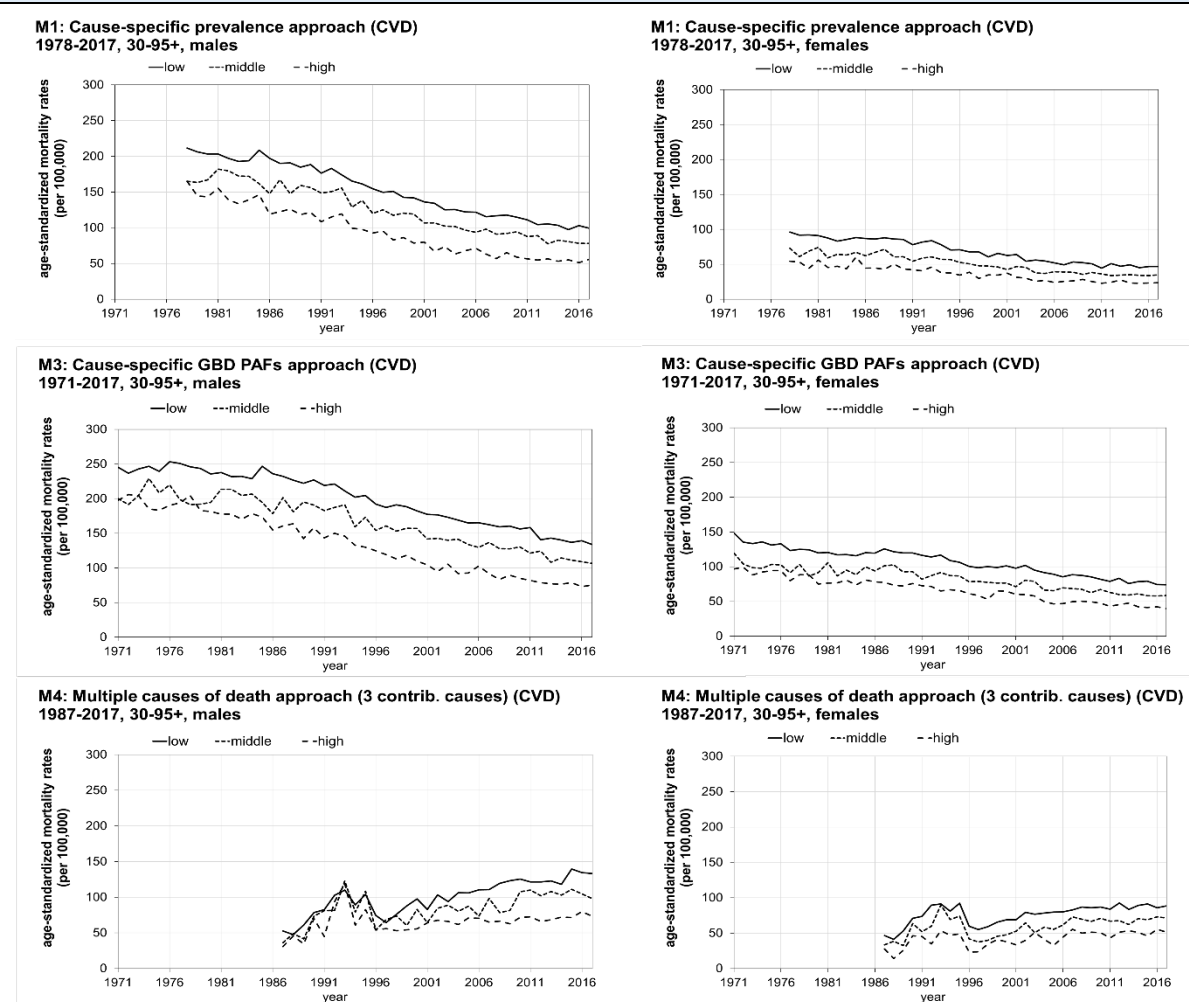 M1: Cause-specific prevalence approach (CVD)
1978-2017, 30-95+, males
low middle high
age-standardized mortality rates
(per 100,000)
300
250
200
150
100
50
0
1971 1976 1981 1986 1991 1996 2001 2006 2011 2016
year
M1: Cause-specific prevalence approach (CVD)
1978-2017, 30-95+, females
low middle high
age-standardized mortality rates
(per 100,000)
300
250
200
150
100
50
0
1971 1976 1981 1986 1991 1996 2001 2006 2011 2016
year
M3: Cause-specific GBD PAFs approach (CVD)
1971-2017, 30-95+, males
low middle high
age-standardized mortality rates
(per 100,000)
300
250
200
150
100
50
0
1971 1976 1981 1986 1991 1996 2001 2006 2011 2016
year
M3: Cause-specific GBD PAFs approach (CVD)
1971-2017, 30-95+, females
low middle high
age-standardized mortality rates
(per 100,000)
300
250
200
150
100
50
0
1971 1976 1981 1986 1991 1996 2001 2006 2011 2016
year
M4: Multiple causes of death approach (3 contrib. causes) (CVD)
1987-2017, 30-95+, males
low middle high
age-standardized mortality rates
(per 100,000)
300
250
200
150
100
50
0
1971 1976 1981 1986 1991 1996 2001 2006 2011 2016
year
M4: Multiple causes of death approach (3 contrib. causes) (CVD)
1987-2017, 30-95+, females
low middle high
age-standardized mortality rates
(per 100,000)
300
250
200
150
100
50
0
1971 1976 1981 1986 1991 1996 2001 2006 2011 2016
year